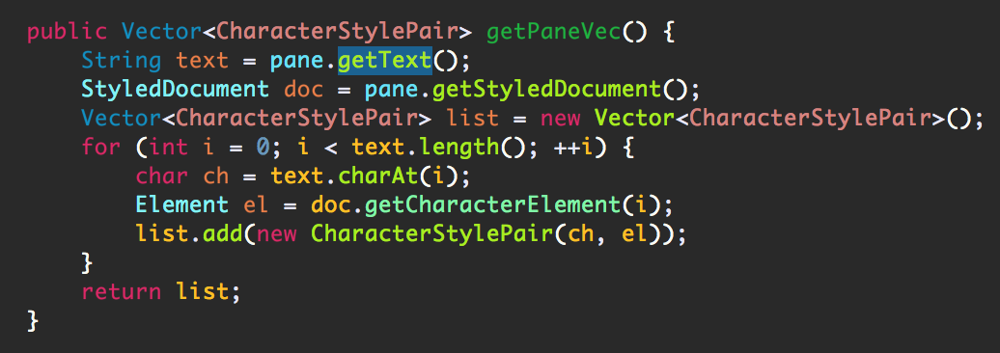 public Vector<CharacterStylePair> getPaneVec() {
    String text = pane.getText();
    StyledDocument doc = pane.getStyledDocument();
    Vector<CharacterStylePair> list = new Vector<CharacterStylePair>();
    for (int i = 0; i < text.length(); ++i) {
        char ch = text.charAt(i);
        Element el = doc.getCharacterElement(i);
        list.add(new CharacterStylePair(ch, el));
    }
    return list;
}